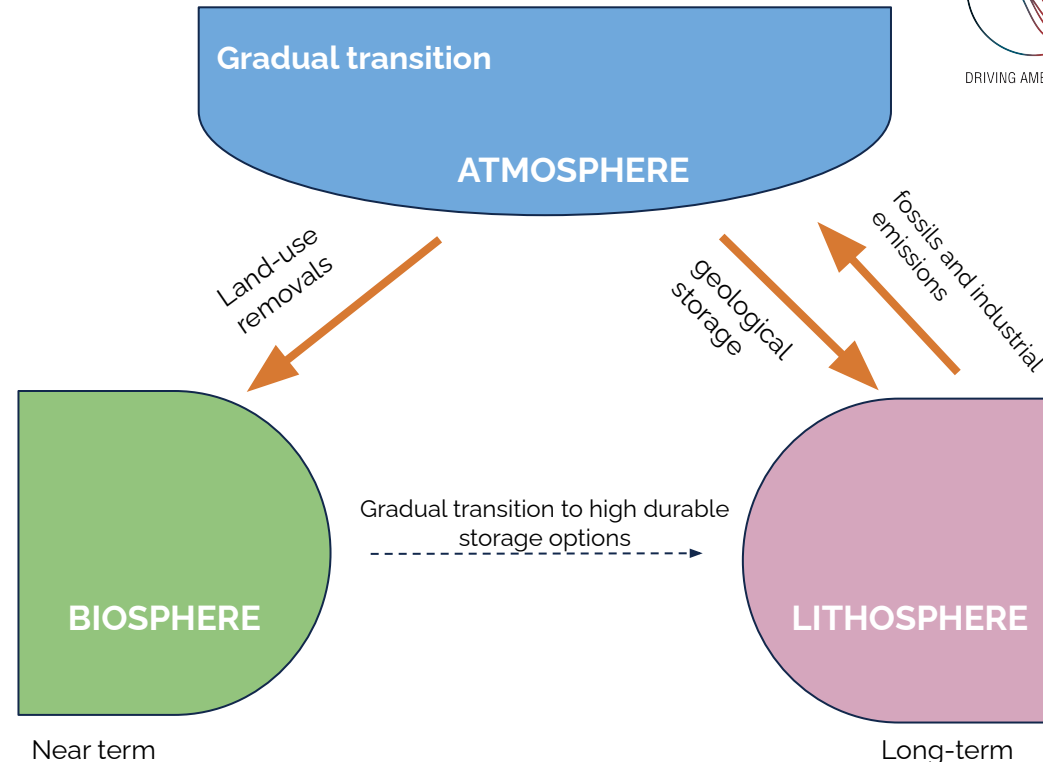 Gradual transition
ATMOSPHERE
DRIVING
Land-use
removals
geological
storage
fossils and industrial
emissions
Gradual transition to high durable
storage options
BIOSPHERE
LITHOSPHERE
Near term
Long-term